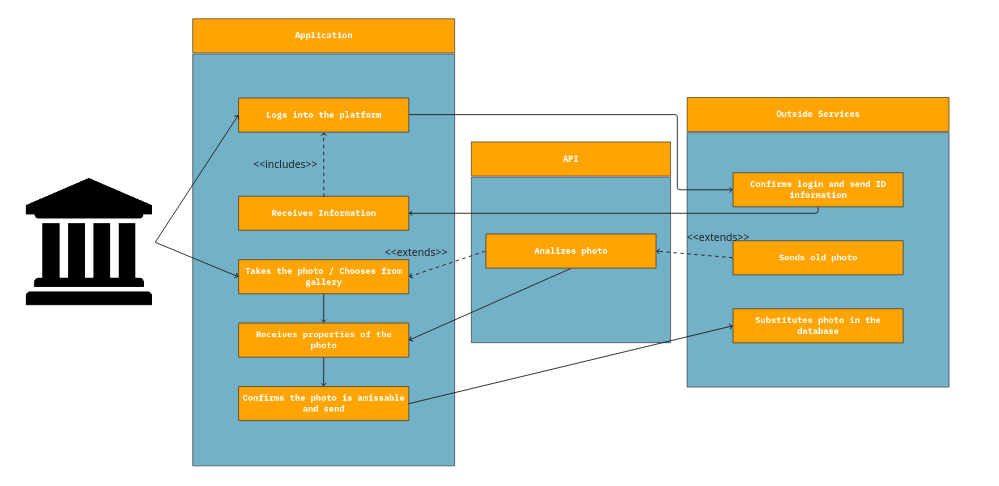 Application
Logs into the platform
<<includes>>
Receives Information
<<extends>>
Takes the photo / Chooses from
gallery
Receives properties of the
photo
Confirms the photo is amissable
and send
API
Analizes photo
Outside Services
Confirms login and send ID
information
<<extends>>
Sends old photo
Substitutes photo in the
database